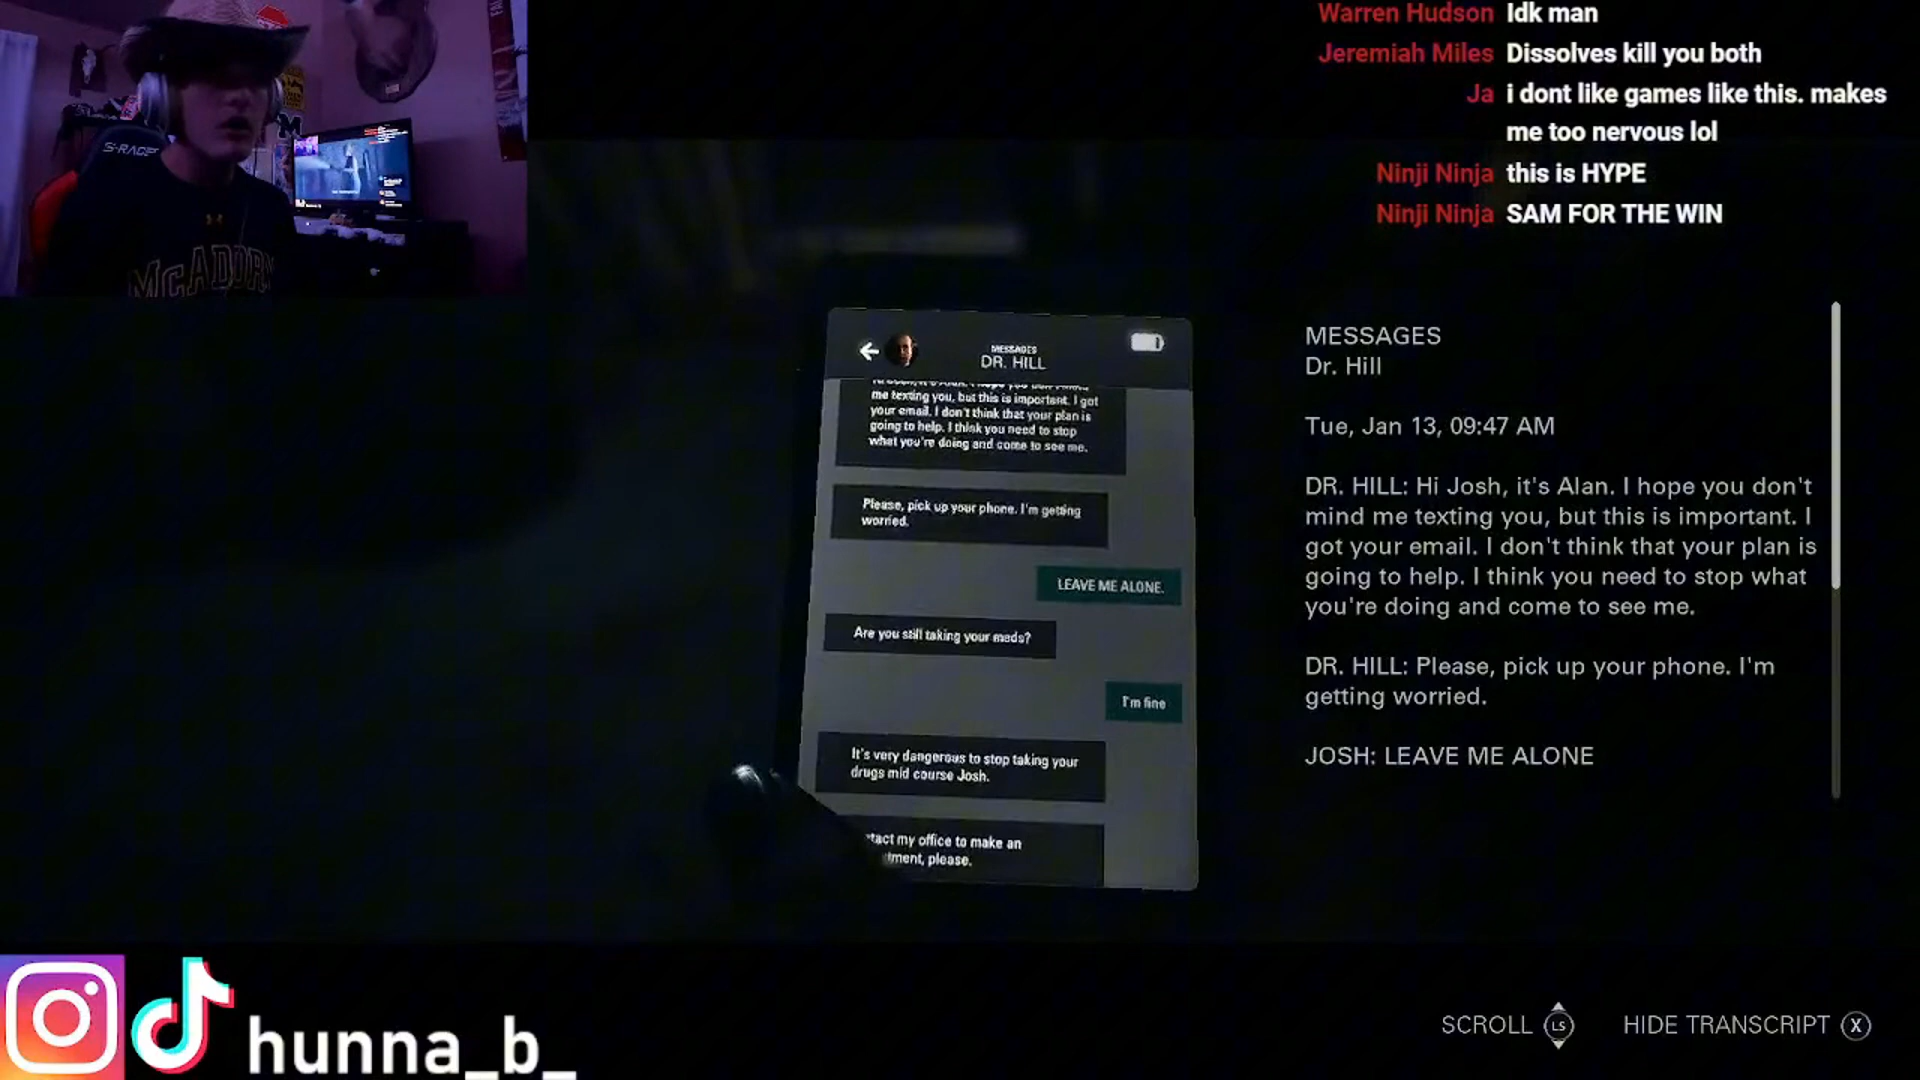 Warren Hudson Idk man
Jeremiah Miles Dissolves kill you both
Ja i dont like games like this. makes
me too nervous lol
Ninji Ninja this is HYPE
Ninji Ninja SAM FOR THE WIN
S-RACE
MCADORY
MESSAGES
DR. HILL
me texting you, but this is important. I got
your email. I don't think that your plan is
going to help. I think you need to stop
what you're doing and come to see me.
Please, pick up your phone. I'm getting
worried.
LEAVE ME ALONE.
Are you still taking your meds?
I'm fine
It's very dangerous to stop taking your
drugs mid course Josh.
tact my office to make an
tment, please.
MESSAGES
Dr. Hill
Tue, Jan 13, 09:47 AM
DR. HILL: Hi Josh, it's Alan. I hope you don't
mind me texting you, but this is important. I
got your email. I don't think that your plan is
going to help. I think you need to stop what
you're doing and come to see me.
DR. HILL: Please, pick up your phone. I'm
getting worried.
JOSH: LEAVE ME ALONE
SCROLL LS
HIDE TRANSCRIPT X
hunna_b_